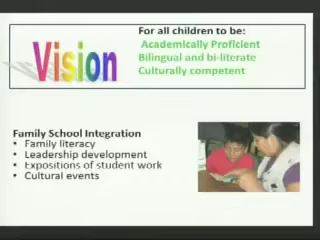 Vision
For all children to be:
Academically Proficient
Bilingual and bi-literate
Culturally competent
Family School Integration
• Family literacy
• Leadership development
• Expositions of student work
• Cultural events